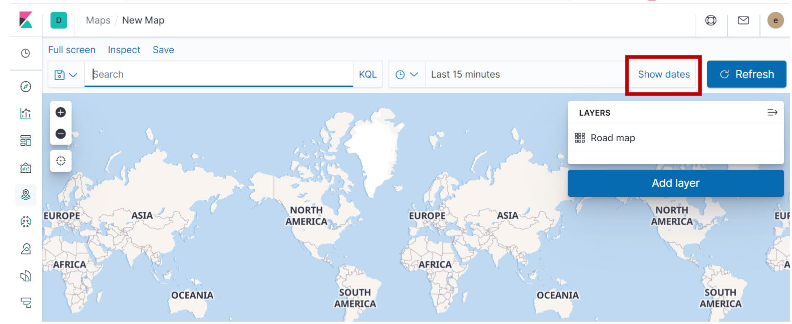 D Maps / New Map e
Full screen Inspect Save
Search KQL Last 15 minutes Show dates Refresh
LAYERS
Road map
Add layer
EUROPE ASIA NORTH AMERICA EUROPE ASIA NORTH AMERICA E
AFRICA AFRICA A
OCEANIA SOUTH AMERICA OCEANIA SOUTH AMERICA